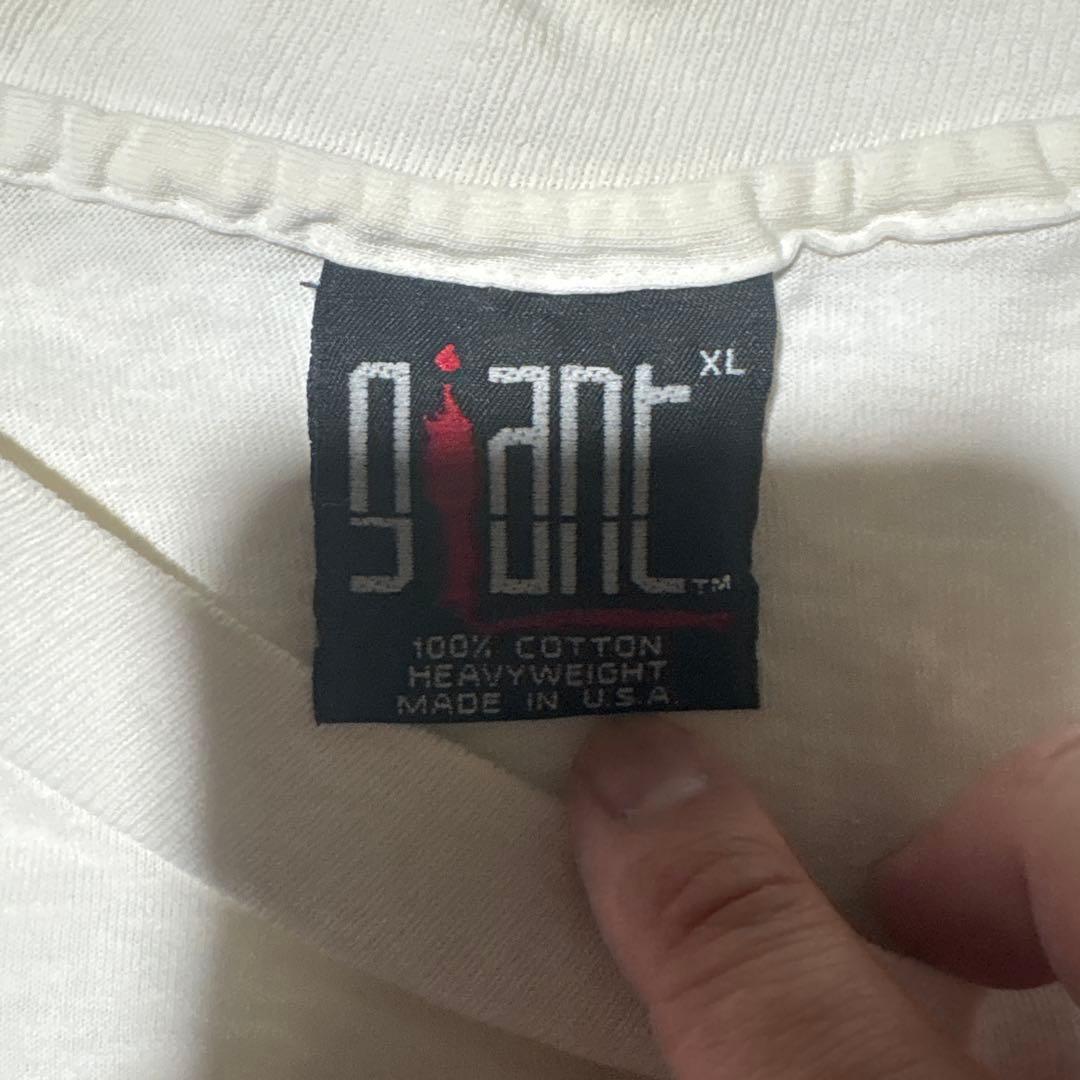 giant XL
TM
100% COTTON
HEAVYWEIGHT
MADE IN U.S.A.